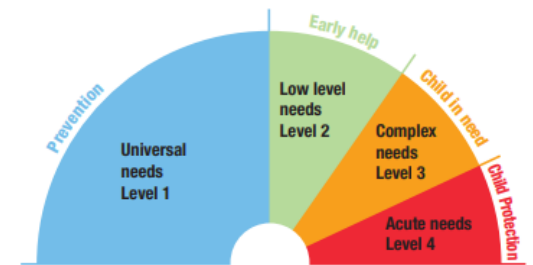 Prevention
Universal
needs
Level 1
Early help
Low level
needs
Level 2
Child in need
Complex
needs
Level 3
Child Protection
Acute needs
Level 4